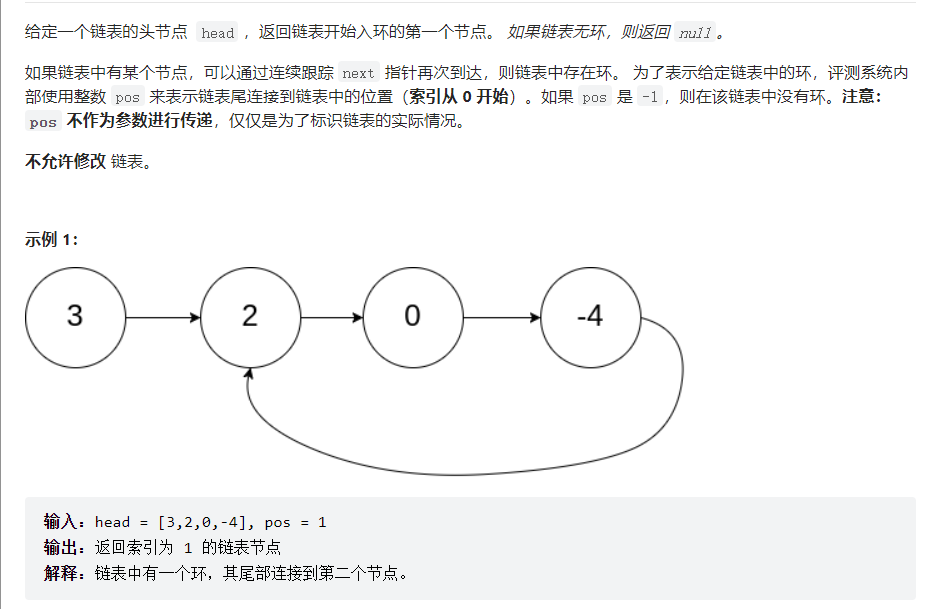 给定一个链表的头节点 head ，返回链表开始入环的第一个节点。 如果链表无环，则返回 null。
如果链表中有某个节点，可以通过连续跟踪 next 指针再次到达，则链表中存在环。 为了表示给定链表中的环，评测系统内
部使用整数 pos 来表示链表尾连接到链表中的位置（索引从 0 开始）。如果 pos 是 -1，则在该链表中没有环。注意：
pos 不作为参数进行传递，仅仅是为了标识链表的实际情况。
不允许修改 链表。
示例 1：
3 2 0 -4
输入：head = [3,2,0,-4], pos = 1
输出：返回索引为 1 的链表节点
解释：链表中有一个环，其尾部连接到第二个节点。